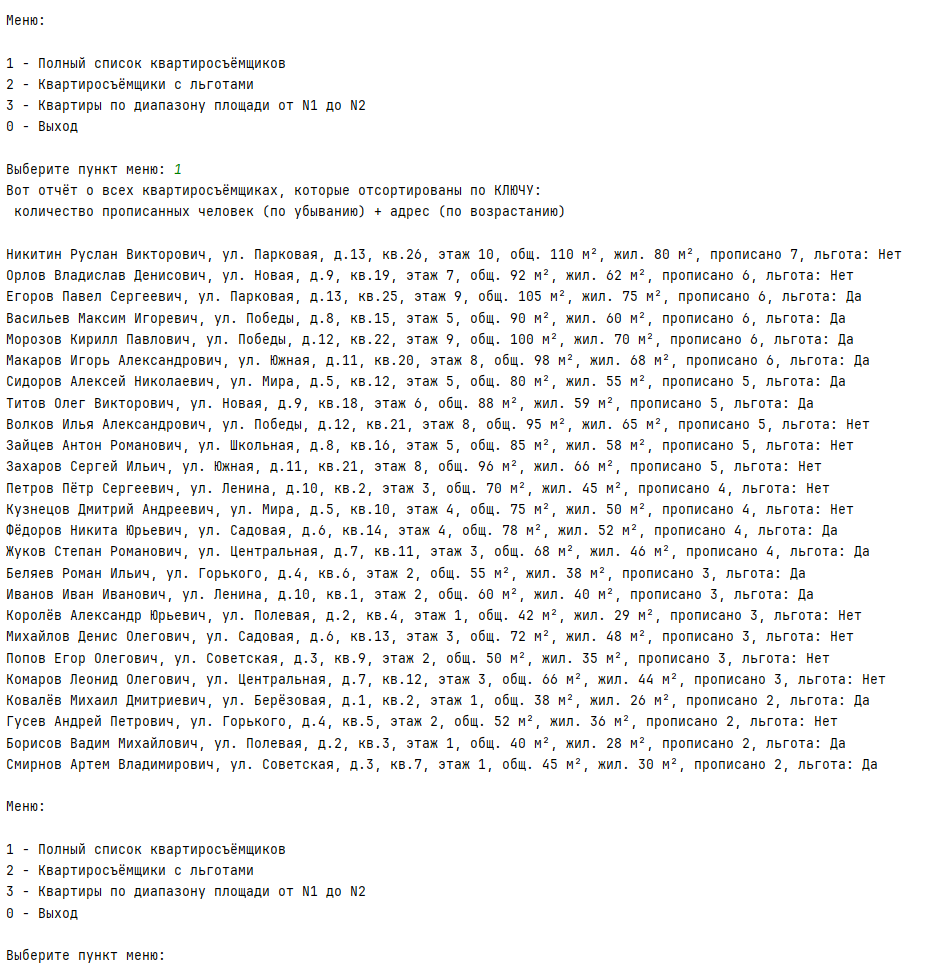 Меню:
1 - Полный список квартиросъёмщиков
2 - Квартиросъёмщики с льготами
3 - Квартиры по диапазону площади от N1 до N2
0 - Выход
Выберите пункт меню: 1
Вот отчёт о всех квартиросъёмщиках, которые отсортированы по КЛЮЧУ:
количество прописанных человек (по убыванию) + адрес (по возрастанию)
Никитин Руслан Викторович, ул. Парковая, д.13, кв.26, этаж 10, общ. 110 м², жил. 80 м², прописано 7, льгота: Нет
Орлов Владислав Денисович, ул. Новая, д.9, кв.19, этаж 7, общ. 92 м², жил. 62 м², прописано 6, льгота: Нет
Егоров Павел Сергеевич, ул. Парковая, д.13, кв.25, этаж 9, общ. 105 м², жил. 75 м², прописано 6, льгота: Да
Васильев Максим Игоревич, ул. Победы, д.8, кв.15, этаж 5, общ. 90 м², жил. 60 м², прописано 6, льгота: Да
Морозов Кирилл Павлович, ул. Победы, д.12, кв.22, этаж 9, общ. 100 м², жил. 70 м², прописано 6, льгота: Да
Макаров Игорь Александрович, ул. Южная, д.11, кв.20, этаж 8, общ. 98 м², жил. 68 м², прописано 6, льгота: Да
Сидоров Алексей Николаевич, ул. Мира, д.5, кв.12, этаж 5, общ. 80 м², жил. 55 м², прописано 5, льгота: Да
Титов Олег Викторович, ул. Новая, д.9, кв.18, этаж 6, общ. 88 м², жил. 59 м², прописано 5, льгота: Да
Волков Илья Александрович, ул. Победы, д.12, кв.21, этаж 8, общ. 95 м², жил. 65 м², прописано 5, льгота: Нет
Зайцев Антон Романович, ул. Школьная, д.8, кв.16, этаж 5, общ. 85 м², жил. 58 м², прописано 5, льгота: Нет
Захаров Сергей Ильич, ул. Южная, д.11, кв.21, этаж 8, общ. 96 м², жил. 66 м², прописано 5, льгота: Нет
Петров Пётр Сергеевич, ул. Ленина, д.10, кв.2, этаж 3, общ. 70 м², жил. 45 м², прописано 4, льгота: Нет
Кузнецов Дмитрий Андреевич, ул. Мира, д.5, кв.10, этаж 4, общ. 75 м², жил. 50 м², прописано 4, льгота: Нет
Фёдоров Никита Юрьевич, ул. Садовая, д.6, кв.14, этаж 4, общ. 78 м², жил. 52 м², прописано 4, льгота: Да
Жуков Степан Романович, ул. Центральная, д.7, кв.11, этаж 3, общ. 68 м², жил. 46 м², прописано 4, льгота: Да
Беляев Роман Ильич, ул. Горького, д.4, кв.6, этаж 2, общ. 55 м², жил. 38 м², прописано 3, льгота: Да
Иванов Иван Иванович, ул. Ленина, д.10, кв.1, этаж 2, общ. 60 м², жил. 40 м², прописано 3, льгота: Да
Королёв Александр Юрьевич, ул. Полевая, д.2, кв.4, этаж 1, общ. 42 м², жил. 29 м², прописано 3, льгота: Нет
Михайлов Денис Олегович, ул. Садовая, д.6, кв.13, этаж 3, общ. 72 м², жил. 48 м², прописано 3, льгота: Нет
Попов Егор Олегович, ул. Советская, д.3, кв.9, этаж 2, общ. 50 м², жил. 35 м², прописано 3, льгота: Нет
Комаров Леонид Олегович, ул. Центральная, д.7, кв.12, этаж 3, общ. 66 м², жил. 44 м², прописано 3, льгота: Нет
Ковалёв Михаил Дмитриевич, ул. Берёзовая, д.1, кв.2, этаж 1, общ. 38 м², жил. 26 м², прописано 2, льгота: Да
Гусев Андрей Петрович, ул. Горького, д.4, кв.5, этаж 2, общ. 52 м², жил. 36 м², прописано 2, льгота: Нет
Борисов Вадим Михайлович, ул. Полевая, д.2, кв.3, этаж 1, общ. 40 м², жил. 28 м², прописано 2, льгота: Да
Смирнов Артем Владимирович, ул. Советская, д.3, кв.7, этаж 1, общ. 45 м², жил. 30 м², прописано 2, льгота: Да
Меню:
1 - Полный список квартиросъёмщиков
2 - Квартиросъёмщики с льготами
3 - Квартиры по диапазону площади от N1 до N2
0 - Выход
Выберите пункт меню: